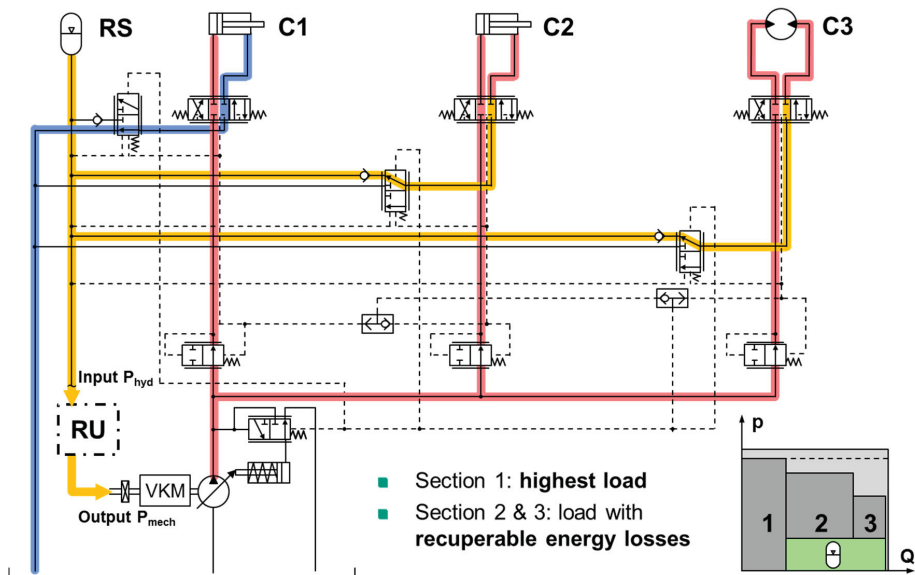 RS
C1
C2
C3
Input Phyd
RU
Output Pmech
VKM
Section 1: highest load
Section 2 & 3: load with
recuperable energy losses
p
1
2
3
Q